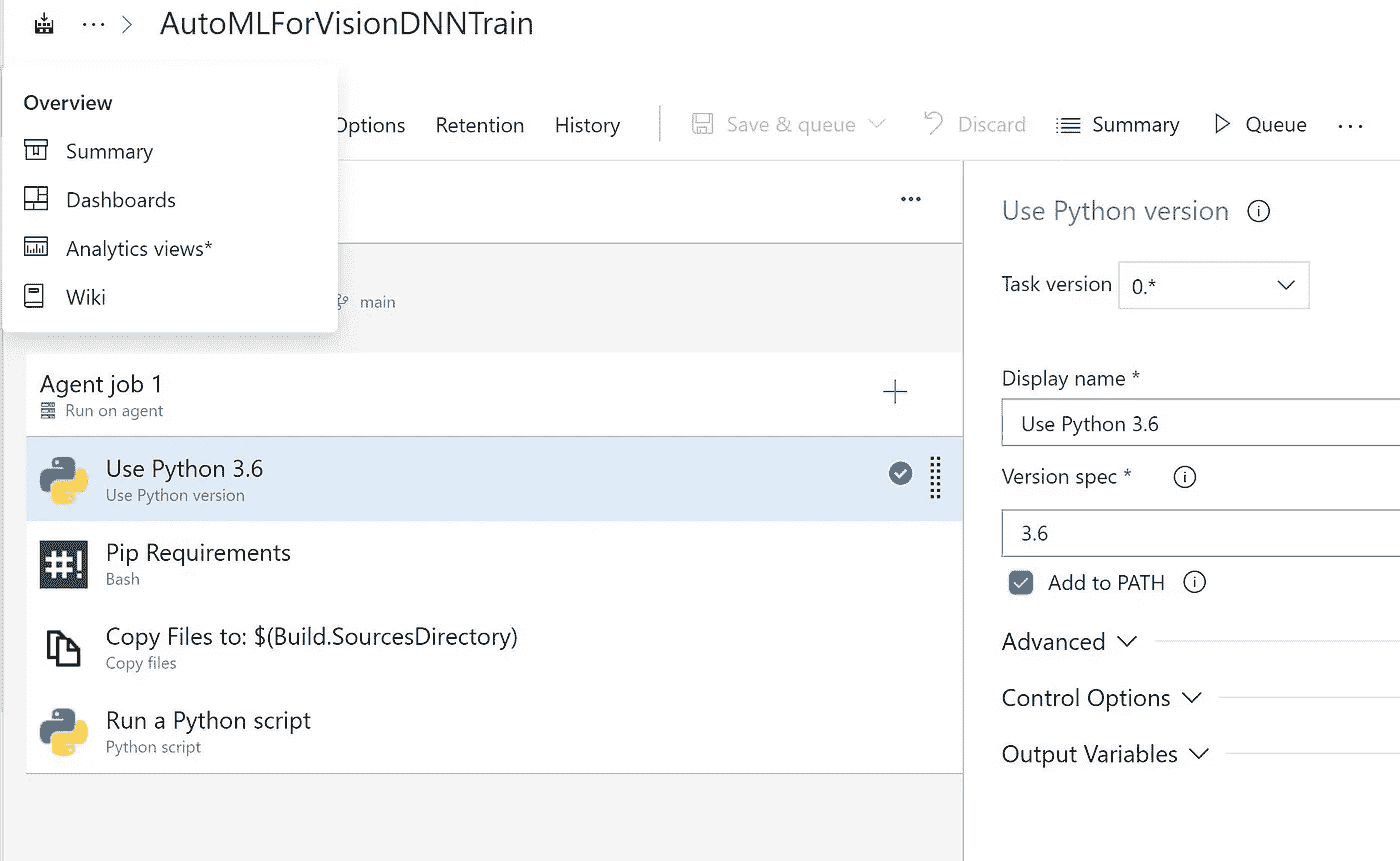 AutoMLForVisionDNNTrain
Overview
Summary
Dashboards
Analytics views*
Wiki
Options
Retention
History
Save & queue
Discard
Summary
Queue
main
Agent job 1
Run on agent
Use Python 3.6
Use Python version
Pip Requirements
Bash
Copy Files to: $(Build.SourcesDirectory)
Copy files
Run a Python script
Python script
Use Python version
Task version
0.*
Display name *
Use Python 3.6
Version spec *
3.6
Add to PATH
Advanced
Control Options
Output Variables